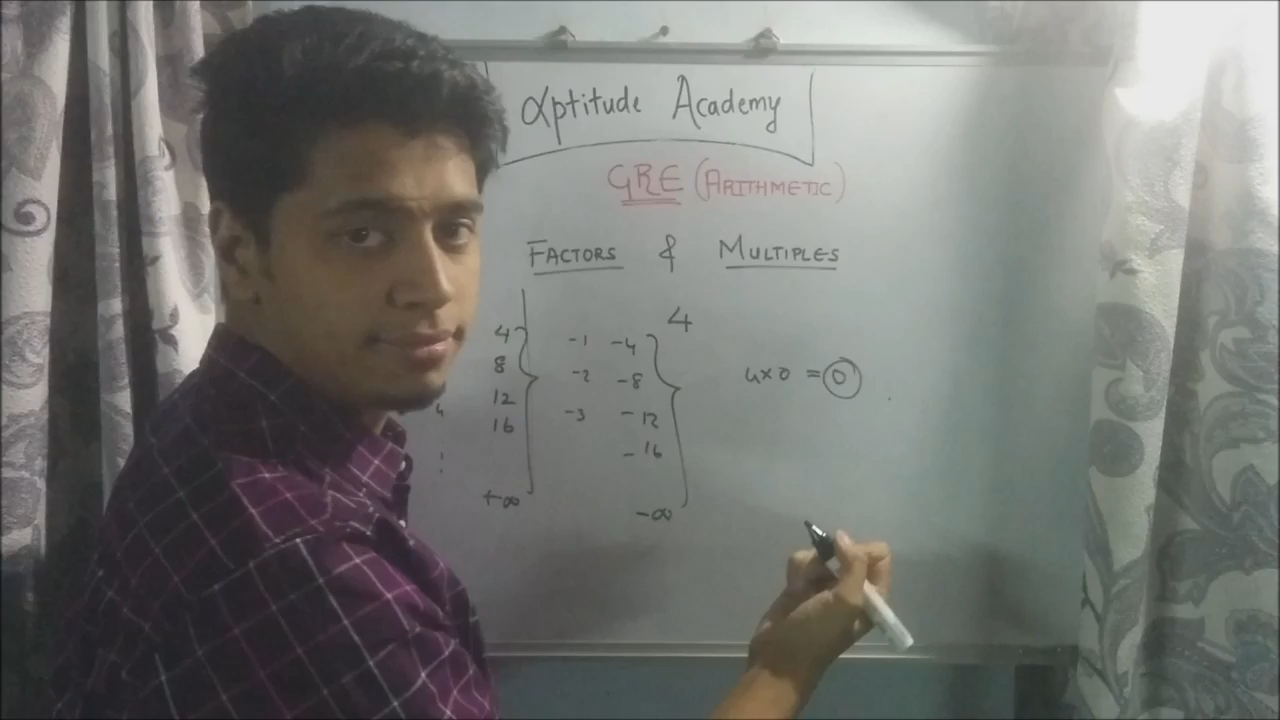 αptitude Academy
GRE (ARITHMETIC)
FACTORS & MULTIPLES
4
4 -1 -4
8 -2 -8 4×0 = 0
12 -3 -12
16 -16
+∞ -∞